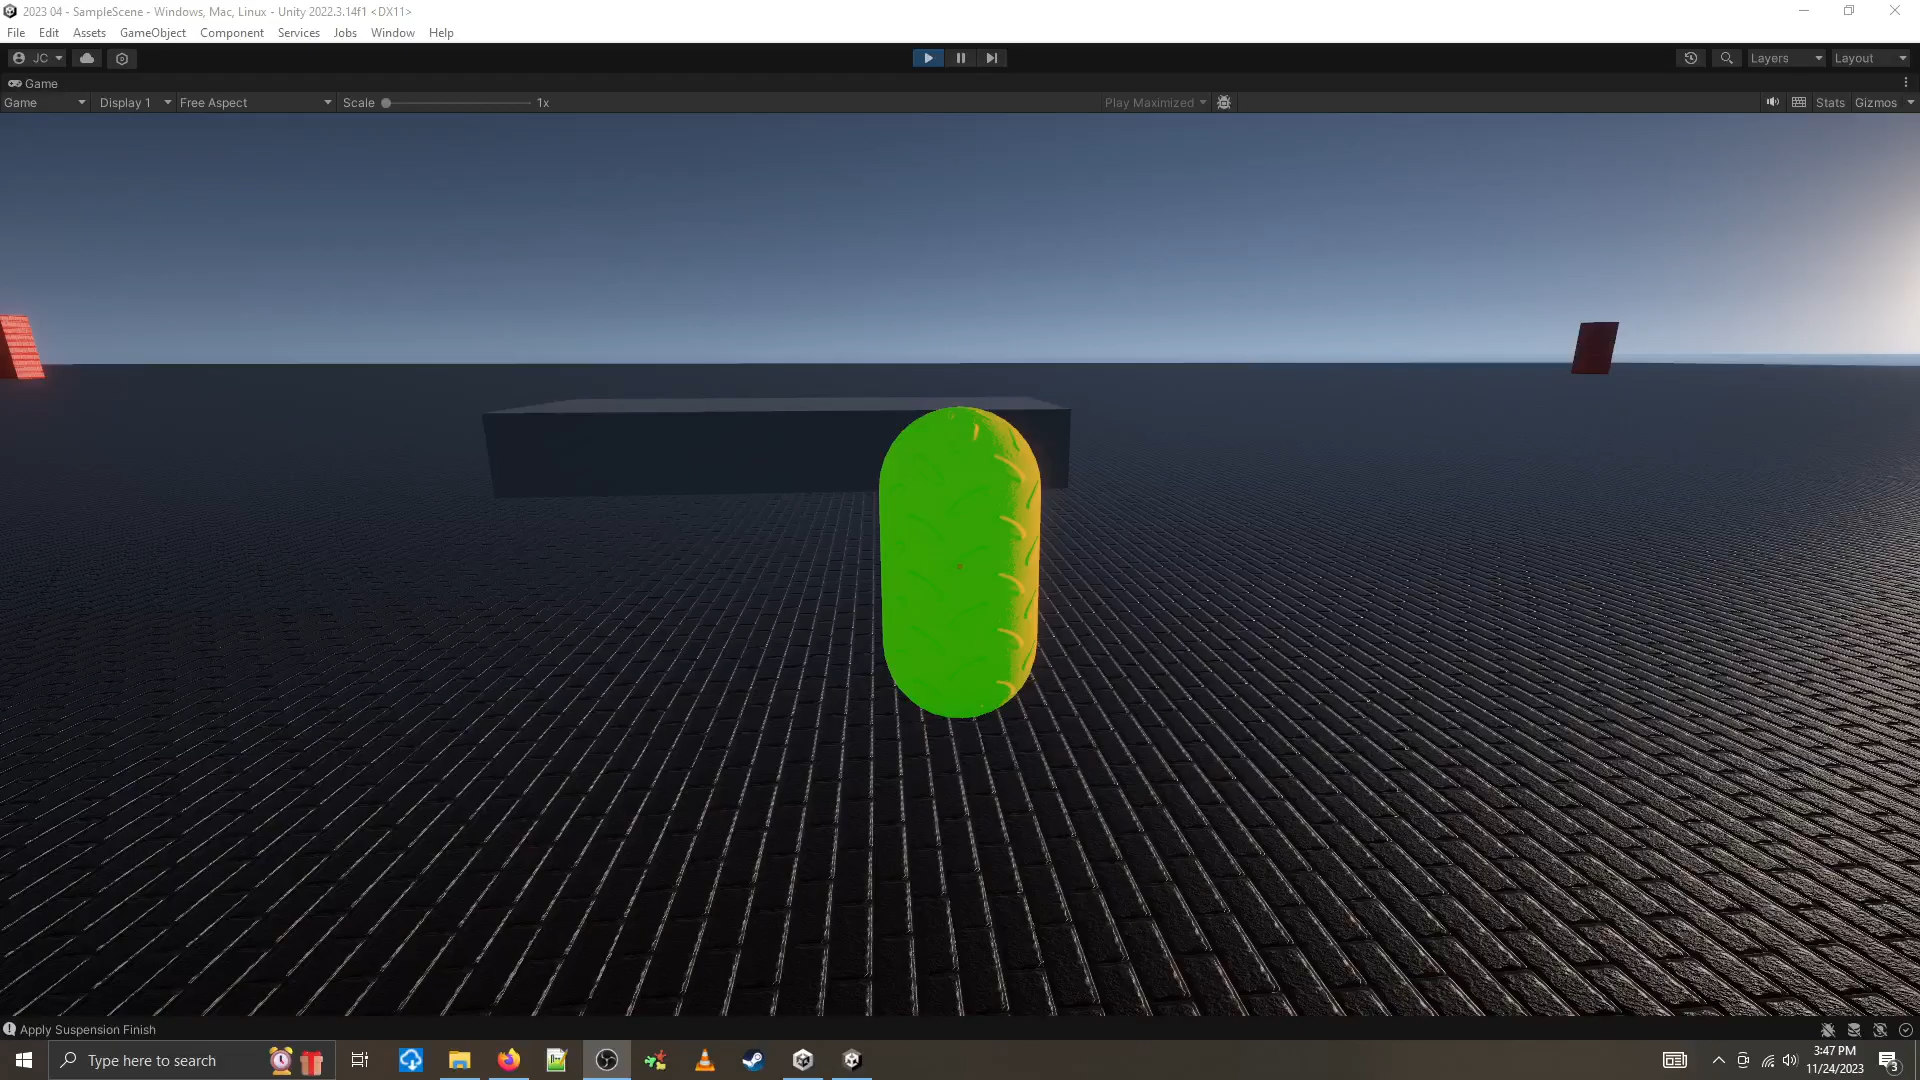 2023 04 - SampleScene - Windows, Mac, Linux - Unity 2022.3.14f1 <DX11>
File Edit Assets GameObject Component Services Jobs Window Help
JC Layers Layout
Game
Game Display 1 Free Aspect Scale 1x Play Maximized Stats Gizmos
Apply Suspension Finish
Type here to search
3:47 PM
11/24/2023
3